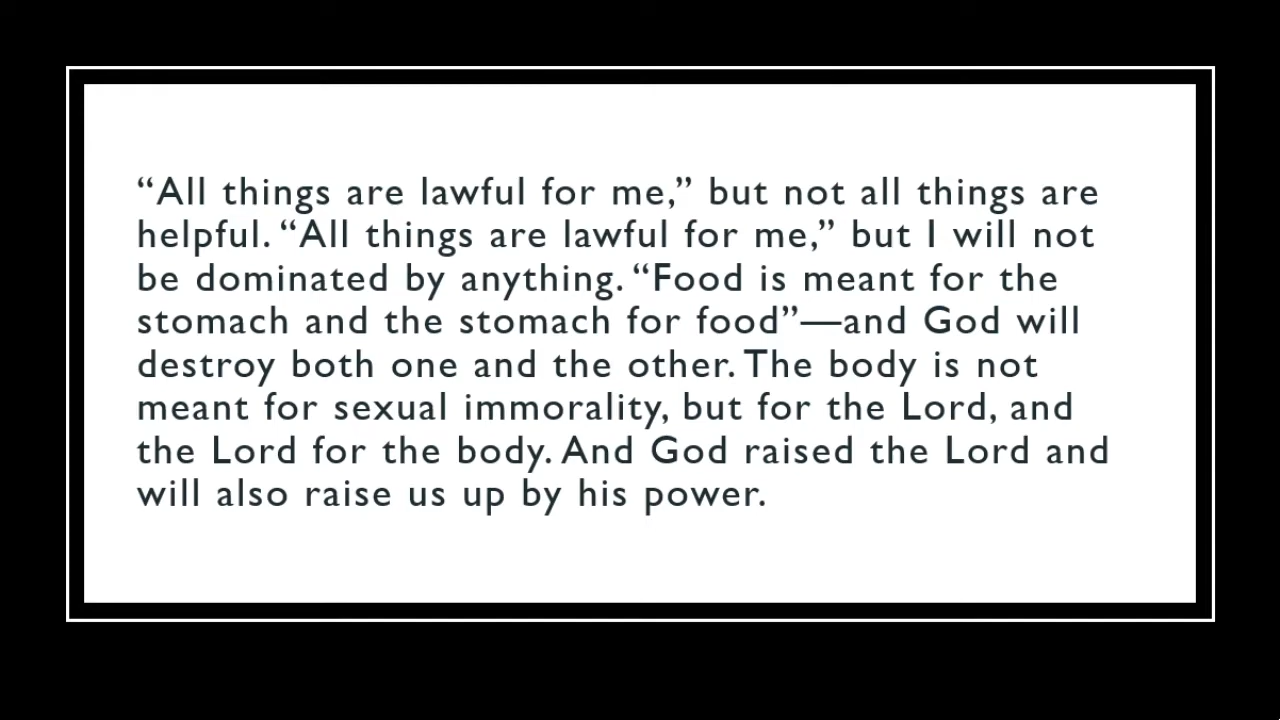 “All things are lawful for me,” but not all things are
helpful. “All things are lawful for me,” but I will not
be dominated by anything. “Food is meant for the
stomach and the stomach for food”—and God will
destroy both one and the other. The body is not
meant for sexual immorality, but for the Lord, and
the Lord for the body. And God raised the Lord and
will also raise us up by his power.